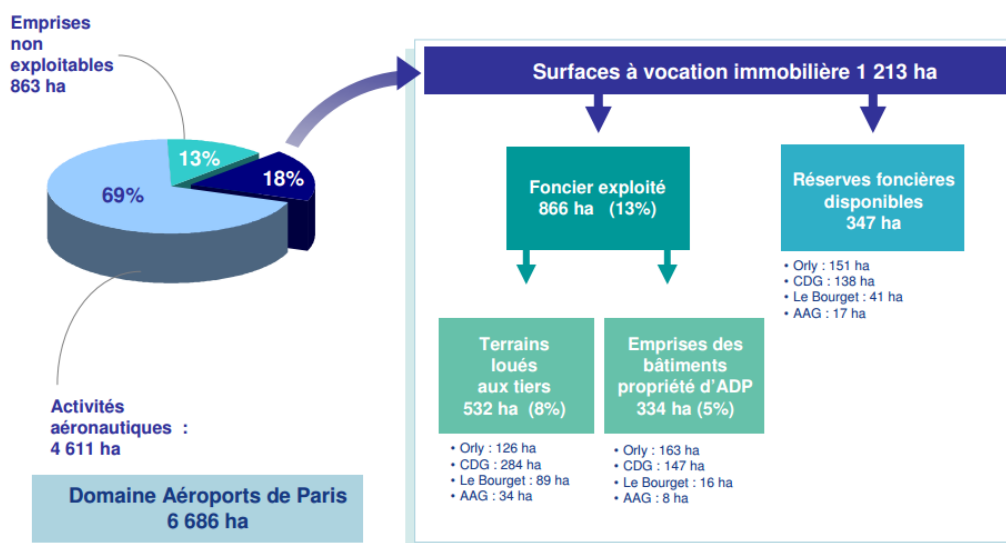 Emprises
non
exploitables
863 ha
13%
18%
69%
Activités
aéronautiques :
4 611 ha
Domaine Aéroports de Paris
6 686 ha
Surfaces à vocation immobilière 1 213 ha
Foncier exploité
866 ha (13%)
Réserves foncières
disponibles
347 ha
• Orly : 151 ha
• CDG : 138 ha
• Le Bourget : 41 ha
• AAG : 17 ha
Terrains
loués
aux tiers
532 ha (8%)
• Orly : 126 ha
• CDG : 284 ha
• Le Bourget : 89 ha
• AAG : 34 ha
Emprises des
bâtiments
propriété d'ADP
334 ha (5%)
• Orly : 163 ha
• CDG : 147 ha
• Le Bourget : 16 ha
• AAG : 8 ha